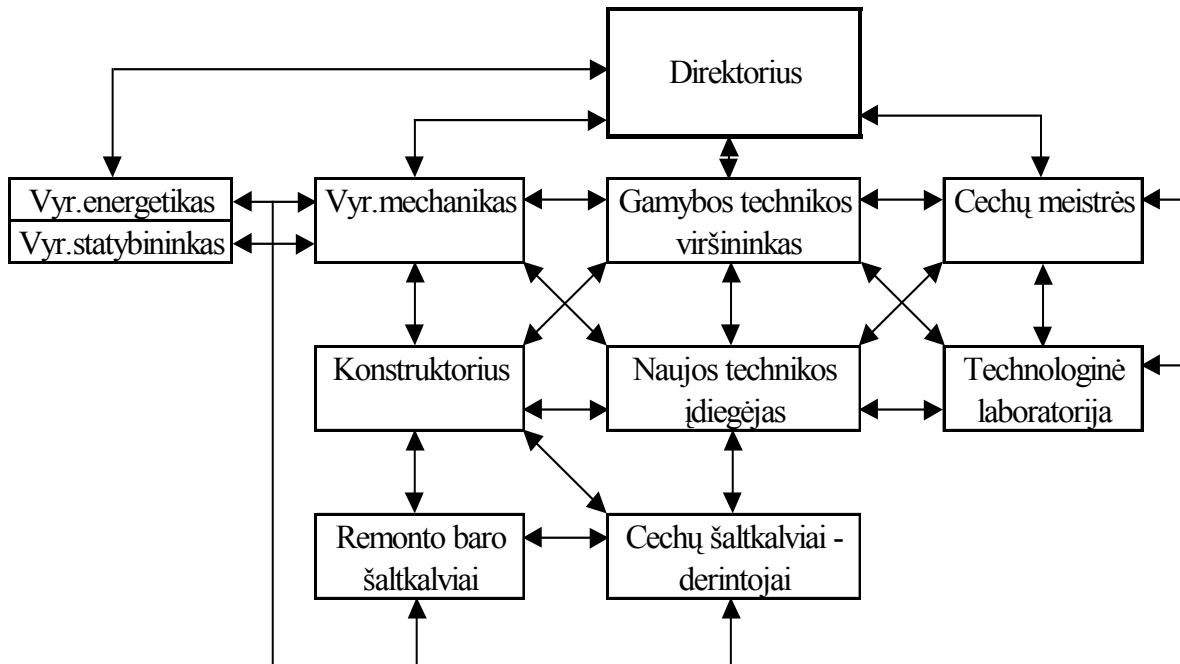 Direktorius
Vyr.energetikas
Vyr.statybininkas
Vyr.mechanikas
Gamybos technikos
viršininkas
Cechų meistrės
Konstruktorius
Naujos technikos
įdiegėjas
Technologinė
laboratorija
Remonto baro
šaltkalviai
Cechų šaltkalviai -
derintojai